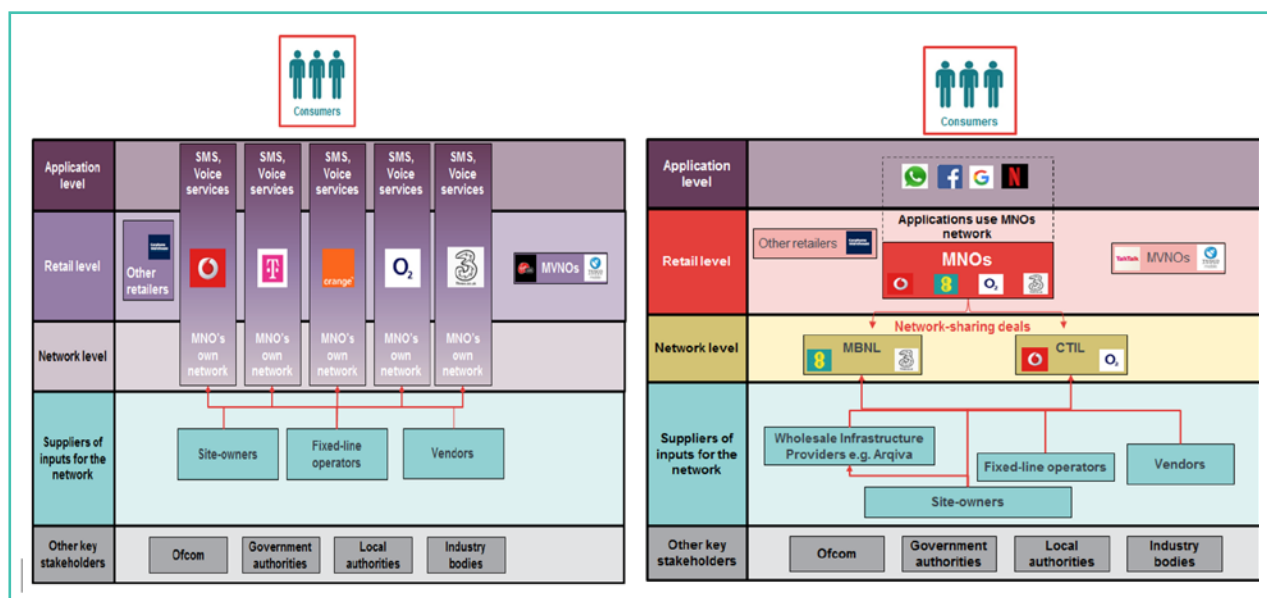 Consumers
Application
level
SMS,
Voice
services
SMS,
Voice
services
SMS,
Voice
services
SMS,
Voice
services
SMS,
Voice
services
Retail level
Other
retailers
T
orange
O2
3
MVNOs
Network level
MNO's
own
network
MNO's
own
network
MNO's
own
network
MNO's
own
network
MNO's
own
network
Suppliers of
inputs for the
network
Site-owners
Fixed-line
operators
Vendors
Other key
stakeholders
Ofcom
Government
authorities
Local
authorities
Industry
bodies
Consumers
Application
level
f
G
N
Applications use MNOs
network
Retail level
Other retailers
MNOs
O2
3
TalkTalk
MVNOs
Network-sharing deals
Network level
MBNL
3
CTIL
O2
Suppliers of
inputs for the
network
Wholesale Infrastructure
Providers e.g. Arqiva
Fixed-line operators
Vendors
Site-owners
Other key
stakeholders
Ofcom
Government
authorities
Local
authorities
Industry
bodies